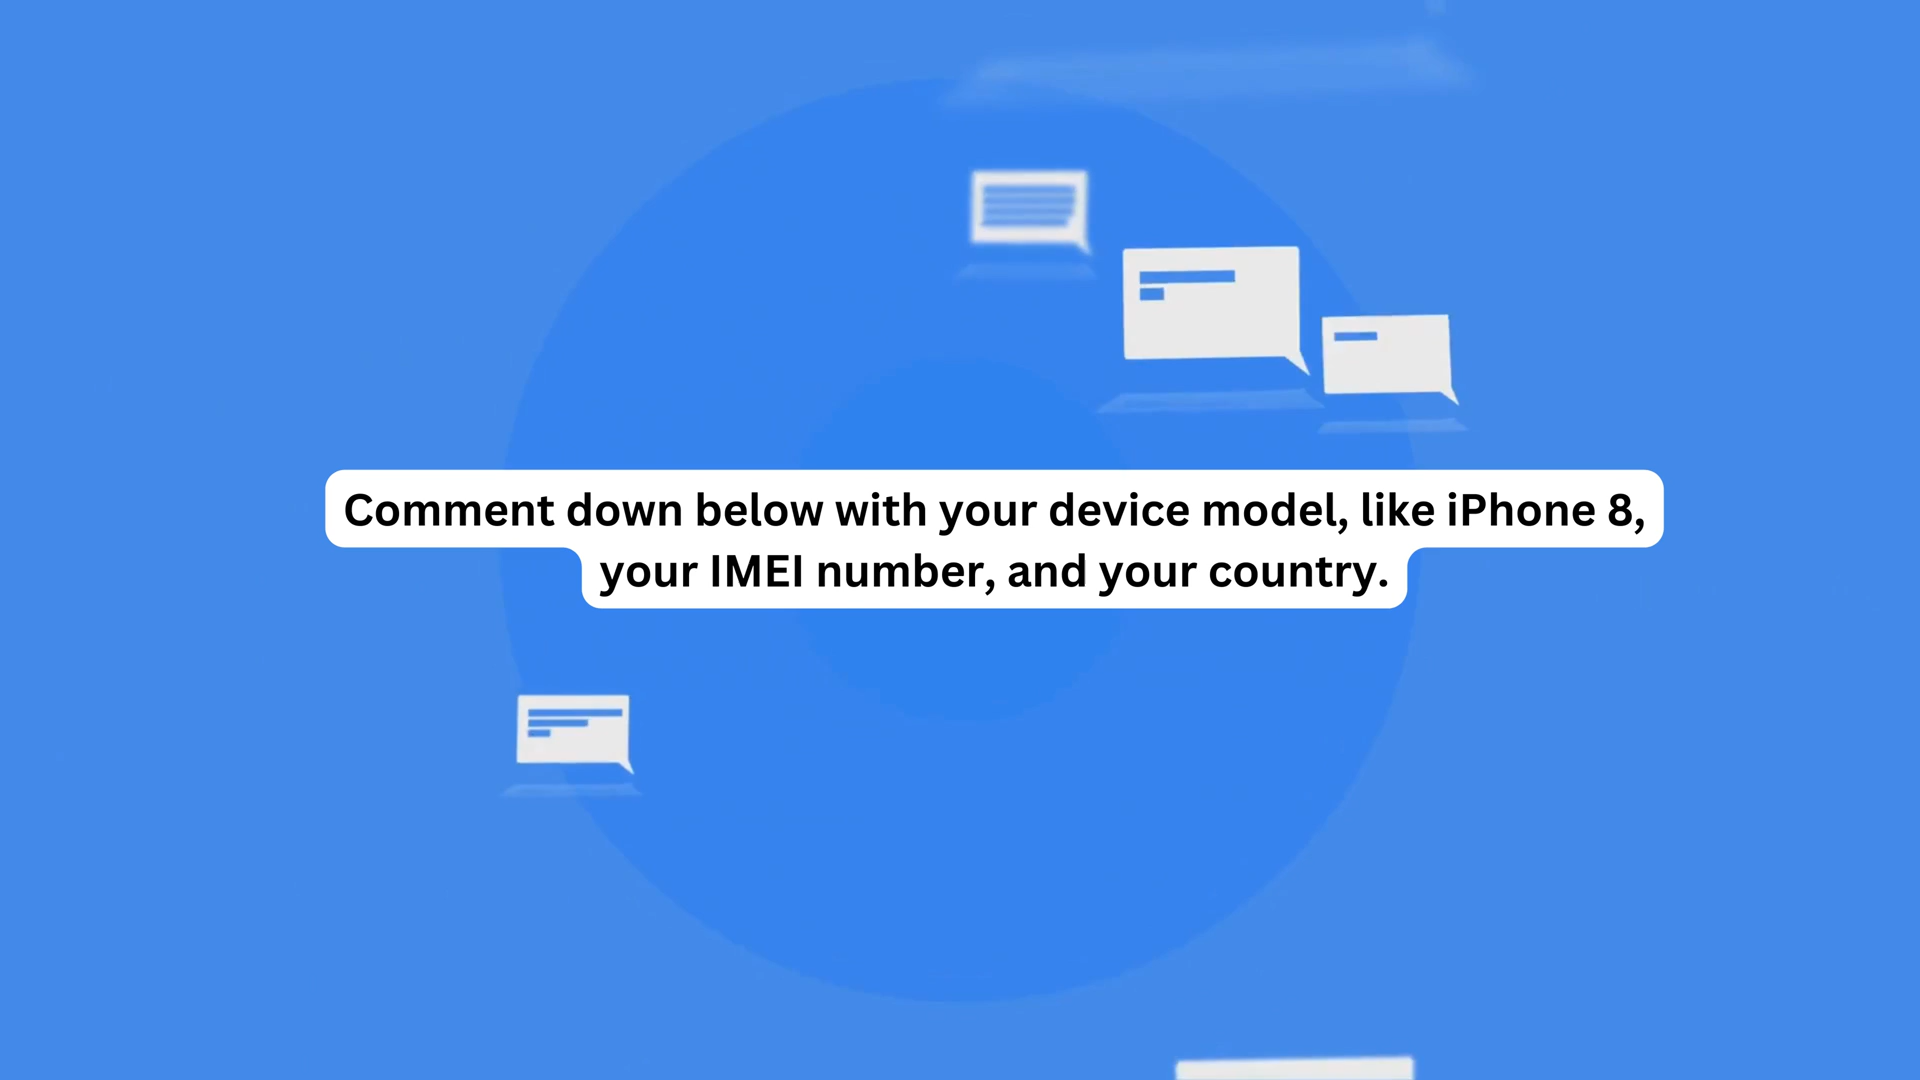 Comment down below with your device model, like iPhone 8,
your IMEI number, and your country.